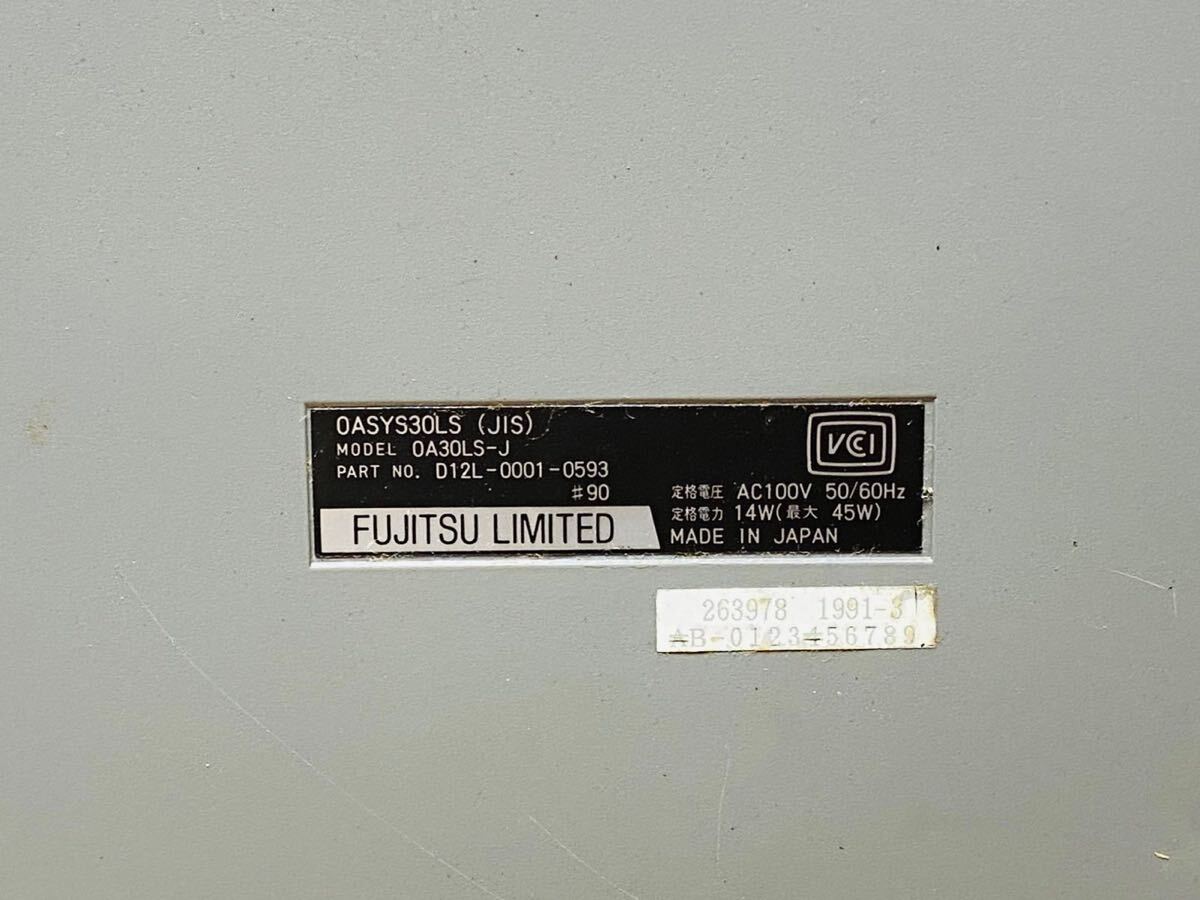 OASYS30LS (JIS)
MODEL OA30LS-J
PART NO. D12L-0001-0593
#90
FUJITSU LIMITED
VCCI
定格電圧 AC100V 50/60Hz
定格電力 14W(最大 45W)
MADE IN JAPAN
263978 1991-3
AB-0123456789